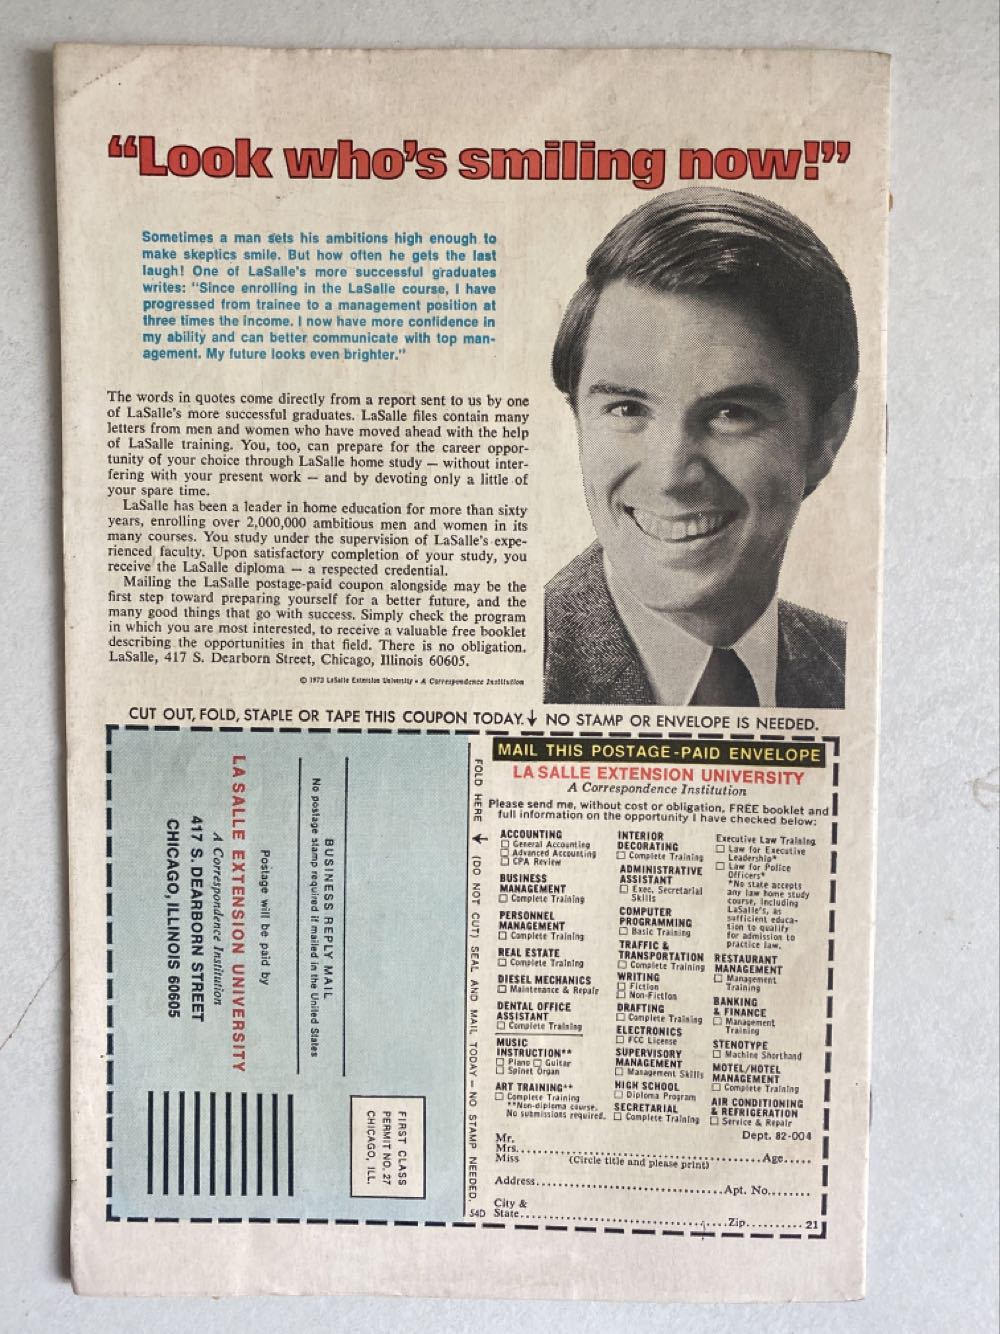 “Look who’s smiling now!”
Sometimes a man sets his ambitions high enough to
make skeptics smile. But how often he gets the last
laugh! One of LaSalle's more successful graduates
writes: "Since enrolling in the LaSalle course, I have
progressed from trainee to a management position at
three times the income. I now have more confidence in
my ability and can better communicate with top man-
agement. My future looks even brighter."
The words in quotes come directly from a report sent to us by one
of LaSalle's more successful graduates. LaSalle files contain many
letters from men and women who have moved ahead with the help
of LaSalle training. You, too, can prepare for the career oppor-
tunity of your choice through LaSalle home study — without inter-
fering with your present work — and by devoting only a little of
your spare time.
LaSalle has been a leader in home education for more than sixty
years, enrolling over 2,000,000 ambitious men and women in its
many courses. You study under the supervision of LaSalle's expe-
rienced faculty. Upon satisfactory completion of your study, you
receive the LaSalle diploma — a respected credential.
Mailing the LaSalle postage-paid coupon alongside may be the
first step toward preparing yourself for a better future, and the
many good things that go with success. Simply check the program
in which you are most interested, to receive a valuable free booklet
describing the opportunities in that field. There is no obligation.
LaSalle, 417 S. Dearborn Street, Chicago, Illinois 60605.
© 1973 LaSalle Extension University • A Correspondence Institution
CUT OUT, FOLD, STAPLE OR TAPE THIS COUPON TODAY. ↓ NO STAMP OR ENVELOPE IS NEEDED.
FIRST CLASS
PERMIT NO. 27
CHICAGO, ILL.
BUSINESS REPLY MAIL
No postage stamp required if mailed in the United States
Postage will be paid by
LA SALLE EXTENSION UNIVERSITY
A Correspondence Institution
417 S. DEARBORN STREET
CHICAGO, ILLINOIS 60605
FOLD HERE ↓ (DO NOT CUT) SEAL AND MAIL TODAY — NO STAMP NEEDED.
S4D
MAIL THIS POSTAGE-PAID ENVELOPE
LA SALLE EXTENSION UNIVERSITY
A Correspondence Institution
Please send me, without cost or obligation, FREE booklet and
full information on the opportunity I have checked below:
ACCOUNTING
☐ General Accounting
☐ Advanced Accounting
☐ CPA Review
BUSINESS
MANAGEMENT
☐ Complete Training
PERSONNEL
MANAGEMENT
☐ Complete Training
REAL ESTATE
☐ Complete Training
DIESEL MECHANICS
☐ Maintenance & Repair
DENTAL OFFICE
ASSISTANT
☐ Complete Training
MUSIC
INSTRUCTION**
☐ Piano ☐ Guitar
☐ Spinet Organ
ART TRAINING**
☐ Complete Training
**Non-diploma course.
No submissions required.
INTERIOR
DECORATING
☐ Complete Training
ADMINISTRATIVE
ASSISTANT
☐ Exec. Secretarial
Skills
COMPUTER
PROGRAMMING
☐ Basic Training
TRAFFIC &
TRANSPORTATION
☐ Complete Training
WRITING
☐ Fiction
☐ Non-Fiction
DRAFTING
☐ Complete Training
ELECTRONICS
☐ FCC License
SUPERVISORY
MANAGEMENT
☐ Management Skills
HIGH SCHOOL
☐ Diploma Program
SECRETARIAL
☐ Complete Training
Executive Law Training
☐ Law for Executive
Leadership*
☐ Law for Police
Officers*
*No state accepts
any law home study
course, including
LaSalle's, as
sufficient educa-
tion to qualify
for admission to
practice law.
RESTAURANT
MANAGEMENT
☐ Management
Training
BANKING
& FINANCE
☐ Management
Training
STENOTYPE
☐ Machine Shorthand
MOTEL/HOTEL
MANAGEMENT
☐ Complete Training
AIR CONDITIONING
& REFRIGERATION
☐ Service & Repair
Dept. 82-004
Mr.
Mrs. Age
Miss (Circle title and please print)
Address Apt. No.
City &
State Zip 21